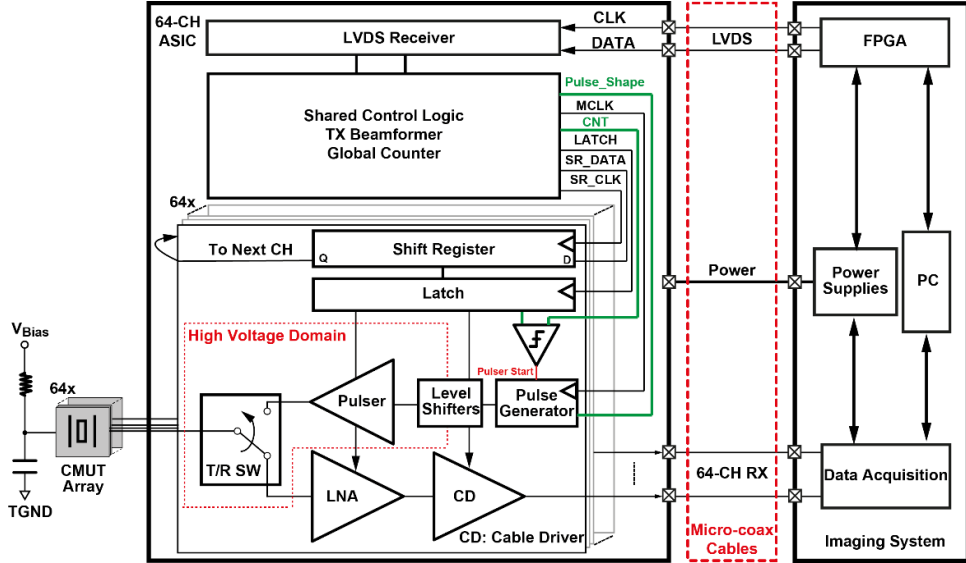 64-CH
ASIC
LVDS Receiver
CLK
DATA
LVDS
FPGA
Shared Control Logic
TX Beamformer
Global Counter
Pulse_Shape
MCLK
CNT
LATCH
SR_DATA
SR_CLK
64x
To Next CH
Q
Shift Register
D
Latch
Power
Power
Supplies
PC
High Voltage Domain
VBias
Pulser Start
64x
Pulser
Level
Shifters
Pulse
Generator
T/R SW
CMUT
Array
TGND
LNA
CD
64-CH RX
Data Acquisition
CD: Cable Driver
Micro-coax
Cables
Imaging System